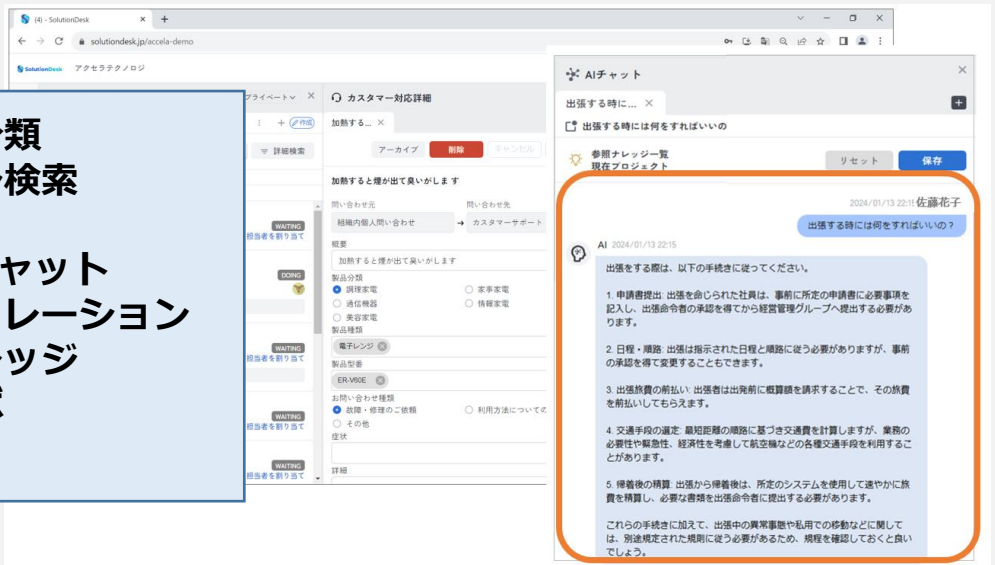 (4) - SolutionDesk
solutiondesk.jp/accela-demo
SolutionDesk アクセラテクノロジ
分類
検索
ャット
レーション
レッジ
プライベート
作成
詳細検索
WAITING
担当者を割り当て
DOING
WAITING
担当者を割り当て
WAITING
担当者を割り当て
WAITING
担当者を割り当て
カスタマー対応詳細
加熱する...
アーカイブ 削除 キャンセル
加熱すると煙が出て臭いがします
問い合わせ元 問い合わせ先
組織内個人問い合わせ → カスタマーサポート
概要
加熱すると煙が出て臭いがします
製品分類
調理家電 家事家電
通信機器 情報家電
美容家電
製品種類
電子レンジ
製品型番
ER-V60E
お問い合わせ種類
故障・修理のご依頼 利用方法についての
その他
症状
詳細
AIチャット
出張する時に...
出張する時には何をすればいいの
参照ナレッジ一覧
現在プロジェクト
リセット 保存
2024/01/13 22:15 佐藤花子
出張する時には何をすればいいの？
AI 2024/01/13 22:15
出張をする際は、以下の手続きに従ってください。
1. 申請書提出: 出張を命じられた社員は、事前に所定の申請書に必要事項を
記入し、出張命令者の承認を得てから経営管理グループへ提出する必要があ
ります。
2. 日程・順路: 出張は指示された日程と順路に従う必要がありますが、事前
の承認を得て変更することもできます。
3. 出張旅費の前払い: 出張者は出発前に概算額を請求することで、その旅費
を前払いしてもらえます。
4. 交通手段の選定: 最短距離の順路に基づき交通費を計算しますが、業務の
必要性や緊急性、経済性を考慮して航空機などの各種交通手段を利用するこ
とがあります。
5. 帰着後の精算: 出張から帰着後は、所定のシステムを使用して速やかに旅
費を精算し、必要な書類を出張命令者に提出する必要があります。
これらの手続きに加えて、出張中の異常事態や私用での移動などに関して
は、別途規定された規則に従う必要があるため、規程を確認しておくと良い
でしょう。